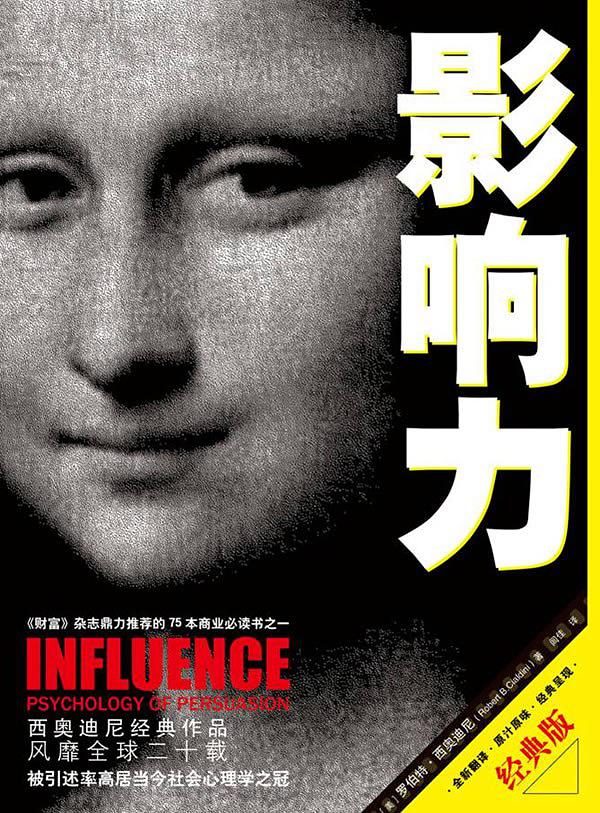 影响力
《财富》杂志鼎力推荐的 75 本商业必读书之一
INFLUENCE
PSYCHOLOGY OF PERSUASION
西奥迪尼经典作品
风靡全球二十载
被引述率高居当今社会心理学之冠
[美] 罗伯特·西奥迪尼 (Robert B.Cialdini) 著 闾佳 译
·全新翻译·原汁原味·经典呈现·
经典版